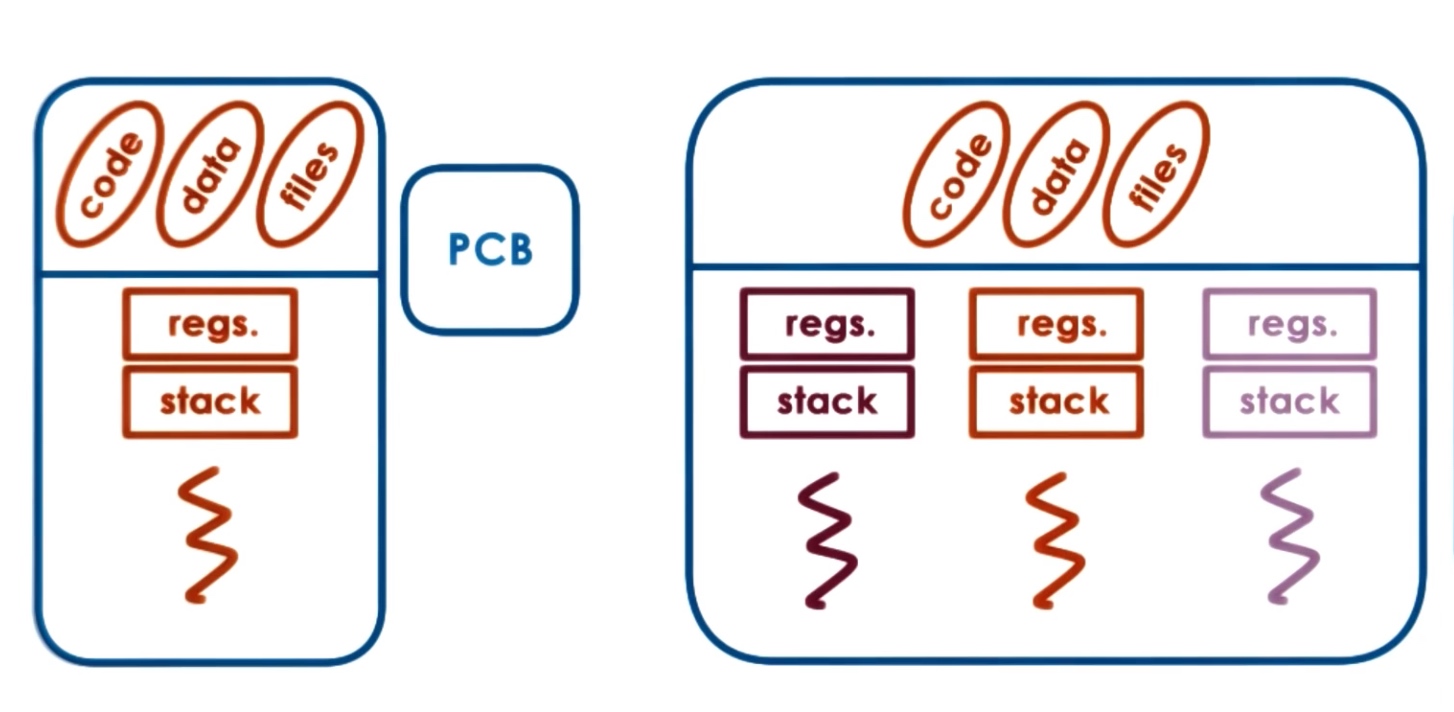 code data files
PCB
regs.
stack
code data files
regs. regs. regs.
stack stack stack